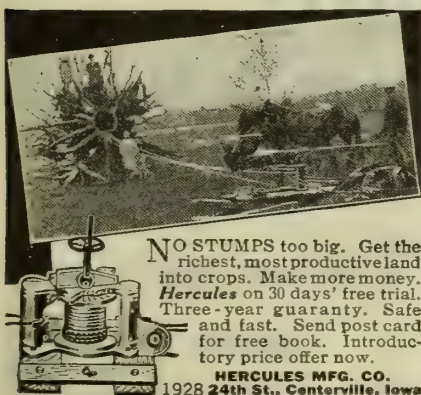 NO STUMPS too big. Get the
richest, most productive land
into crops. Make more money.
Hercules on 30 days' free trial.
Three-year guaranty. Safe
and fast. Send post card
for free book. Introduc-
tory price offer now.
HERCULES MFG. CO.
1928 24th St., Centerville, Iowa